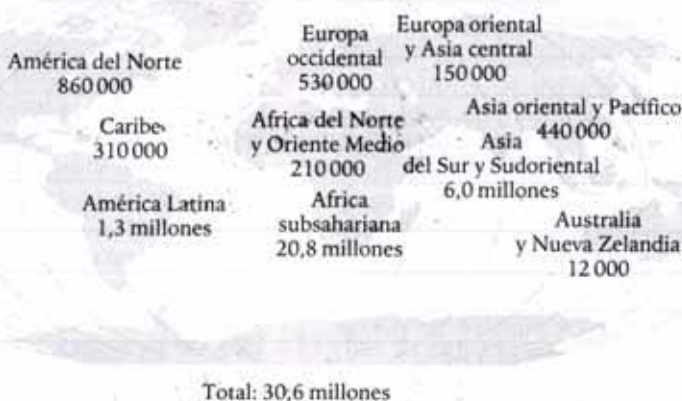 América del Norte
860 000
Europa
occidental
530 000
Europa oriental
y Asia central
150 000
Caribe
310 000
Africa del Norte
y Oriente Medio
210 000
Asia oriental y Pacífico
440 000
Asia
del Sur y Sudoriental
6,0 millones
América Latina
1,3 millones
Africa
subsahariana
20,8 millones
Australia
y Nueva Zelandia
12 000
Total: 30,6 millones